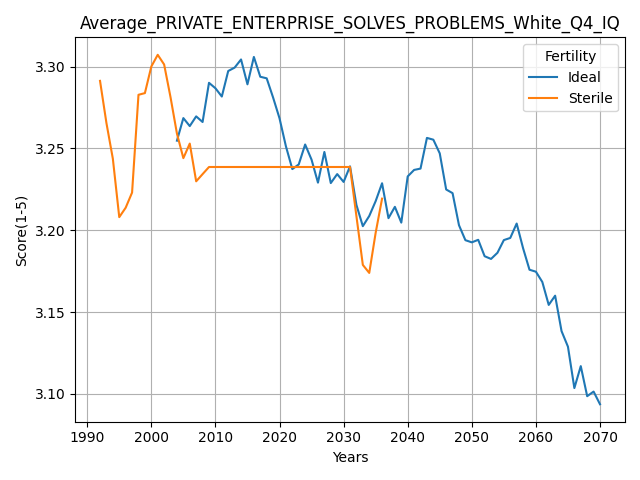 Average_PRIVATE_ENTERPRISE_SOLVES_PROBLEMS_White_Q4_IQ
Fertility
Ideal
Sterile
3.30
3.25
3.20
3.15
3.10
Score(1-5)
1990 2000 2010 2020 2030 2040 2050 2060 2070
Years